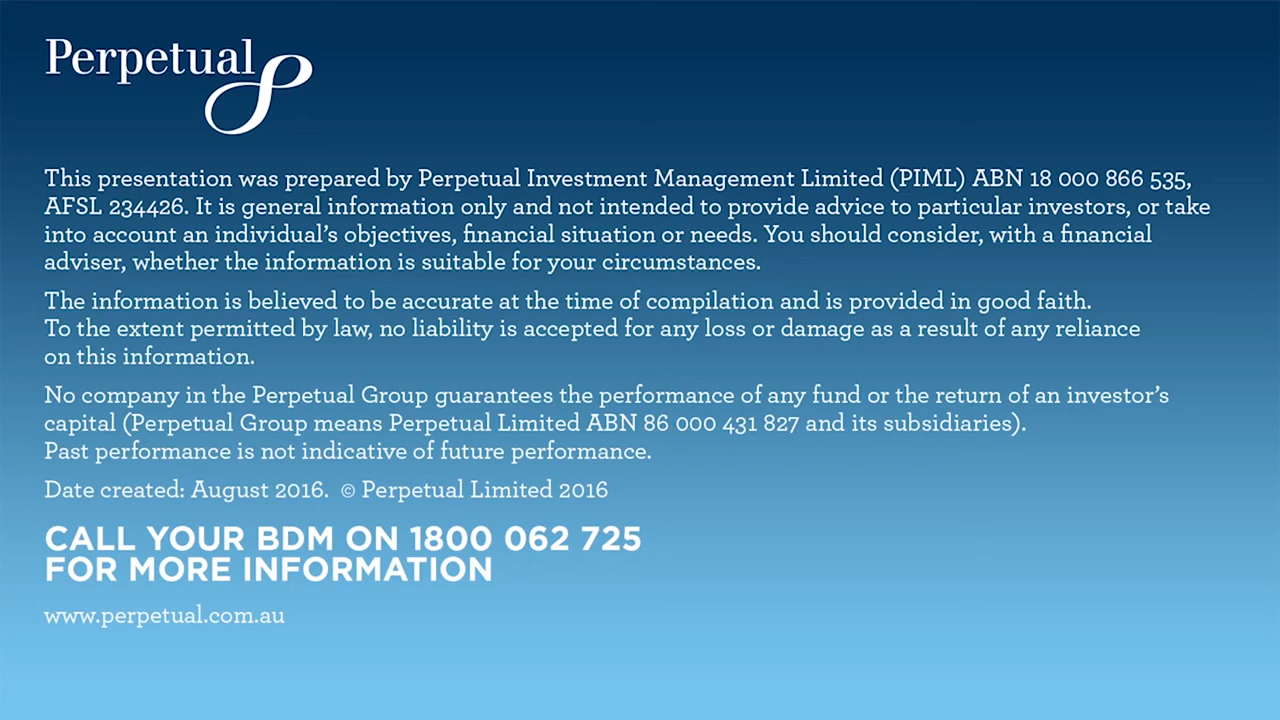 Perpetual
This presentation was prepared by Perpetual Investment Management Limited (PIML) ABN 18 000 866 535,
AFSL 234426. It is general information only and not intended to provide advice to particular investors, or take
into account an individual’s objectives, financial situation or needs. You should consider, with a financial
adviser, whether the information is suitable for your circumstances.
The information is believed to be accurate at the time of compilation and is provided in good faith.
To the extent permitted by law, no liability is accepted for any loss or damage as a result of any reliance
on this information.
No company in the Perpetual Group guarantees the performance of any fund or the return of an investor’s
capital (Perpetual Group means Perpetual Limited ABN 86 000 431 827 and its subsidiaries).
Past performance is not indicative of future performance.
Date created: August 2016. © Perpetual Limited 2016
CALL YOUR BDM ON 1800 062 725
FOR MORE INFORMATION
www.perpetual.com.au